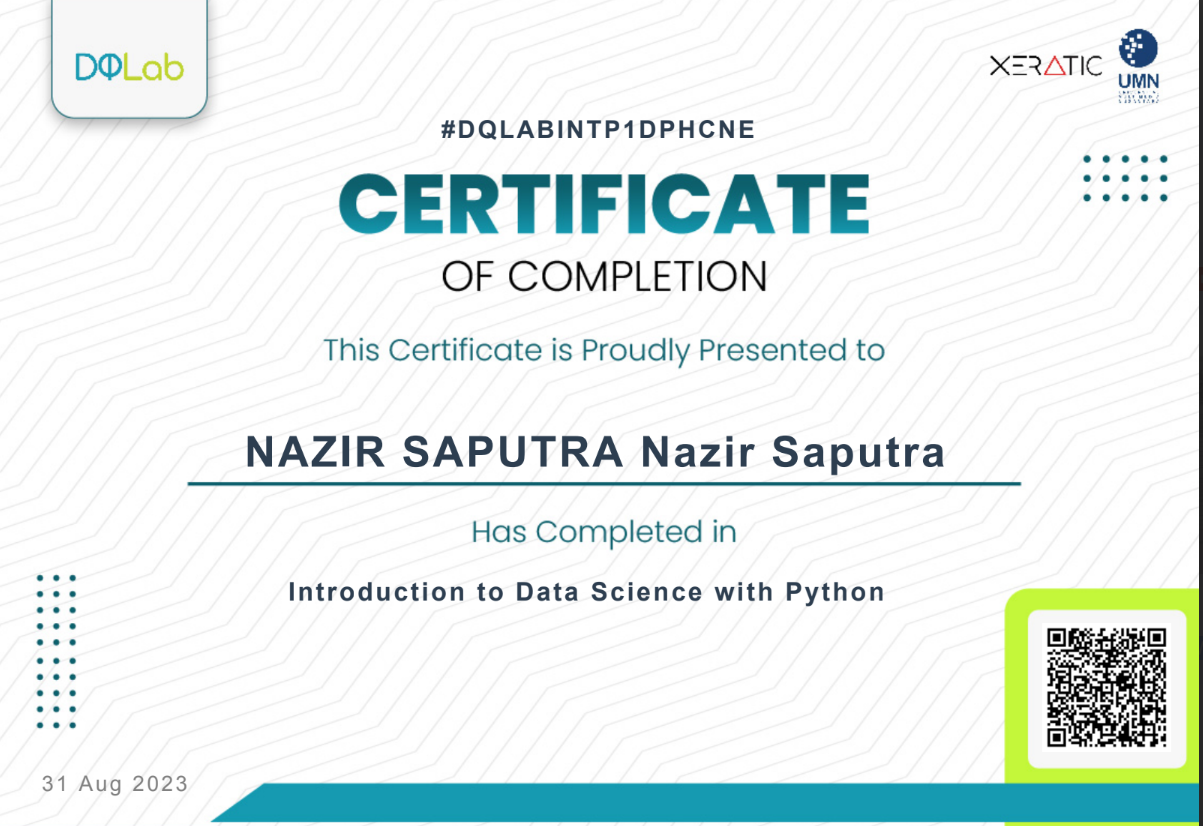 DQLab
XERATIC
UMN
#DQLABINTP1DPHCNE
CERTIFICATE
OF COMPLETION
This Certificate is Proudly Presented to
NAZIR SAPUTRA Nazir Saputra
Has Completed in
Introduction to Data Science with Python
31 Aug 2023